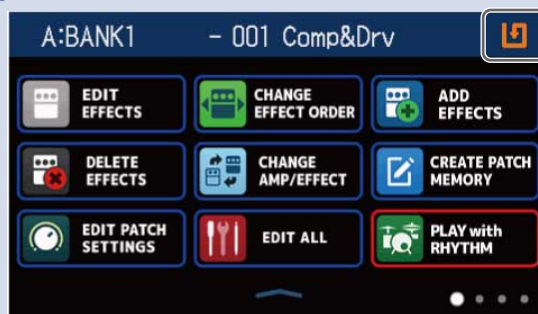 A:BANK1 - 001 Comp&Drv
EDIT
EFFECTS
CHANGE
EFFECT ORDER
ADD
EFFECTS
DELETE
EFFECTS
CHANGE
AMP/EFFECT
CREATE PATCH
MEMORY
EDIT PATCH
SETTINGS
EDIT ALL
PLAY with
RHYTHM